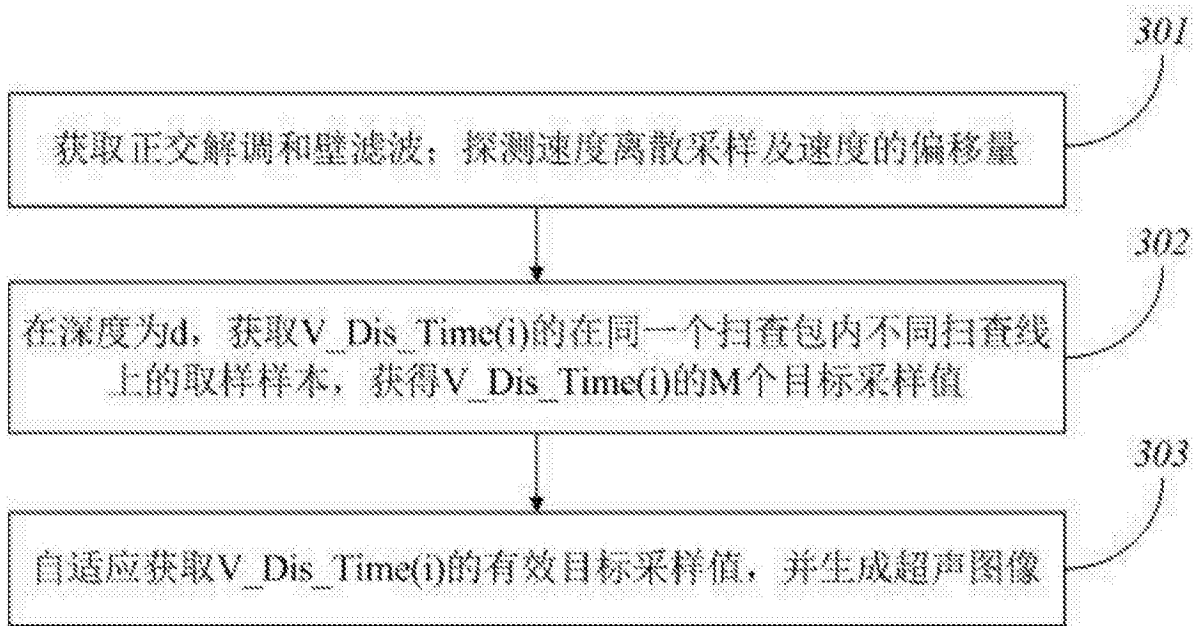 301
获取正交解调和壁滤波；探测速度离散采样及速度的偏移量
302
在深度为d，获取V_Dis_Time(i)的在同一个扫查包内不同扫查线
上的取样样本，获得V_Dis_Time(i)的M个目标采样值
303
自适应获取V_Dis_Time(i)的有效目标采样值，并生成超声图像